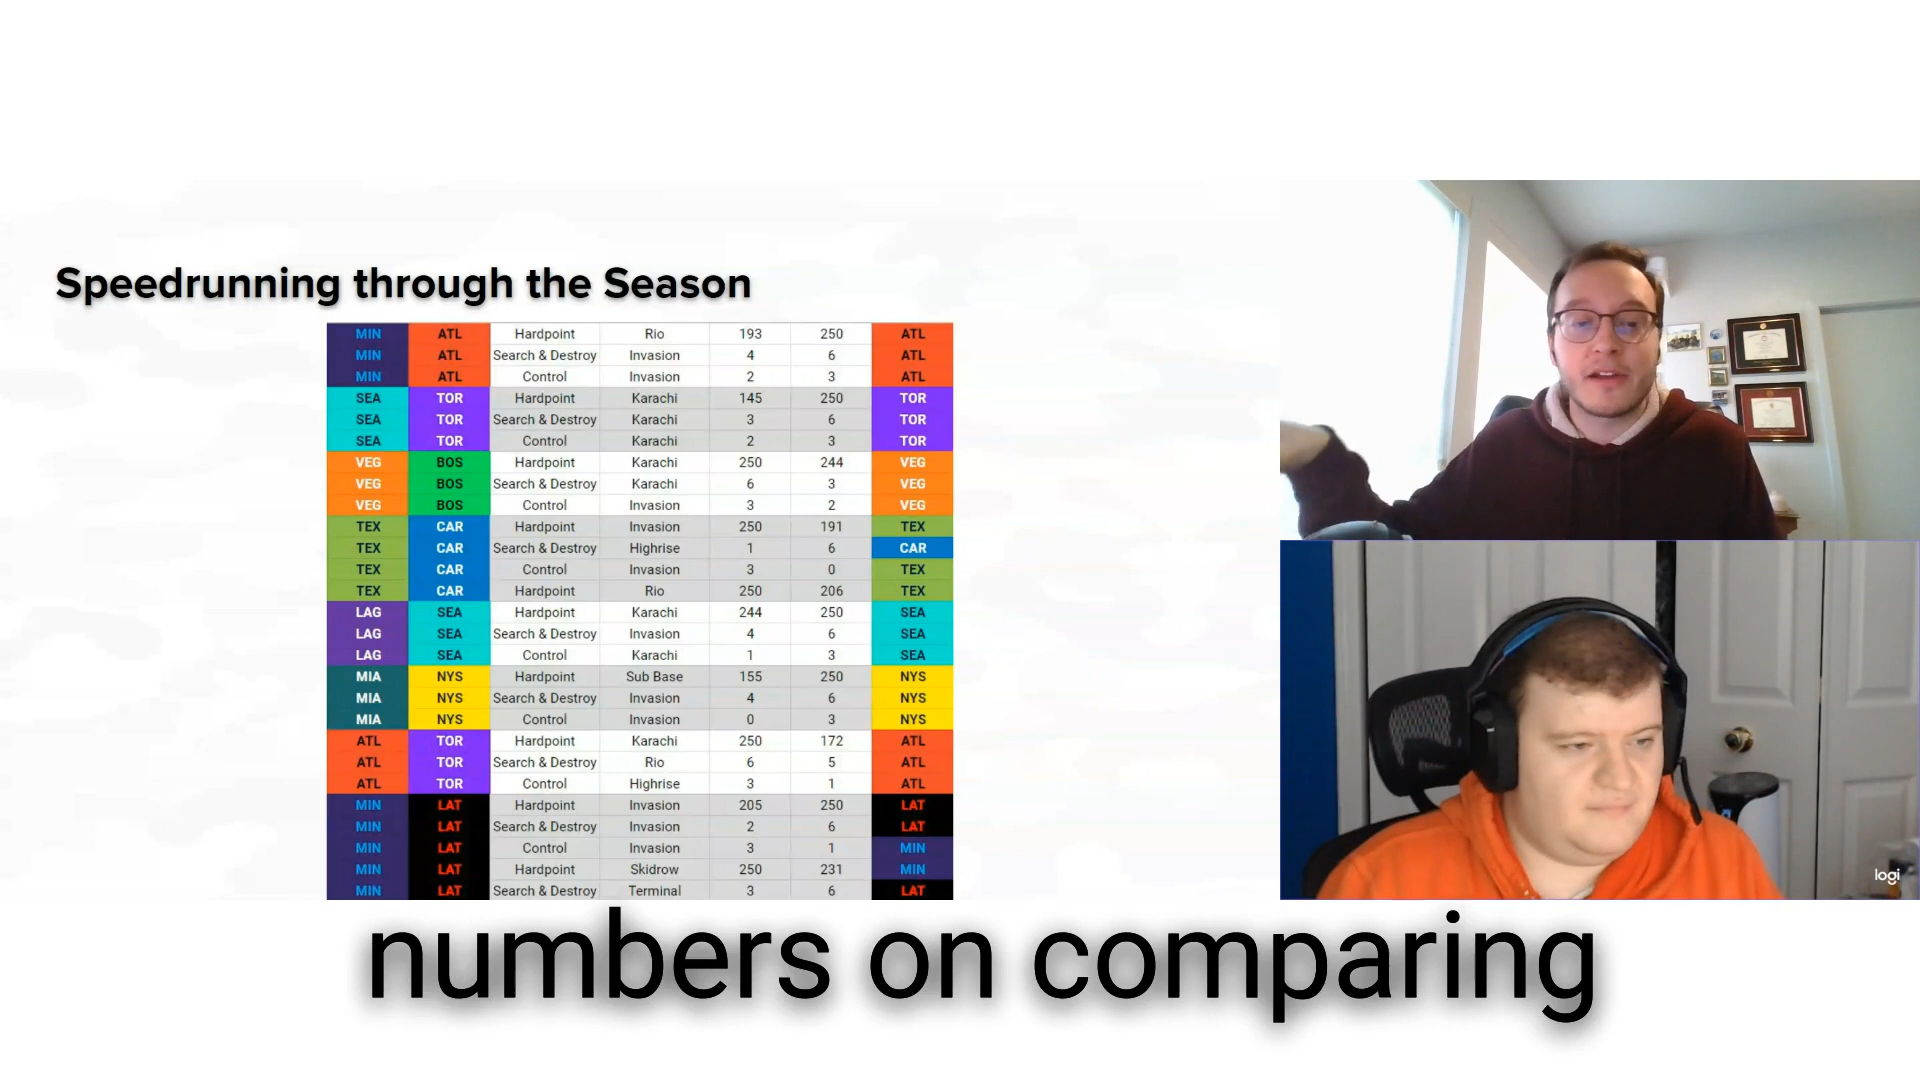 Speedrunning through the Season
MIN ATL Hardpoint Rio 193 250 ATL
MIN ATL Search & Destroy Invasion 4 6 ATL
MIN ATL Control Invasion 2 3 ATL
SEA TOR Hardpoint Karachi 145 250 TOR
SEA TOR Search & Destroy Karachi 3 6 TOR
SEA TOR Control Karachi 2 3 TOR
VEG BOS Hardpoint Karachi 250 244 VEG
VEG BOS Search & Destroy Karachi 6 3 VEG
VEG BOS Control Invasion 3 2 VEG
TEX CAR Hardpoint Invasion 250 191 TEX
TEX CAR Search & Destroy Highrise 1 6 CAR
TEX CAR Control Invasion 3 0 TEX
TEX CAR Hardpoint Rio 250 206 TEX
LAG SEA Hardpoint Karachi 244 250 SEA
LAG SEA Search & Destroy Invasion 4 6 SEA
LAG SEA Control Karachi 1 3 SEA
MIA NYS Hardpoint Sub Base 155 250 NYS
MIA NYS Search & Destroy Invasion 4 6 NYS
MIA NYS Control Invasion 0 3 NYS
ATL TOR Hardpoint Karachi 250 172 ATL
ATL TOR Search & Destroy Rio 6 5 ATL
ATL TOR Control Highrise 3 1 ATL
MIN LAT Hardpoint Invasion 205 250 LAT
MIN LAT Search & Destroy Invasion 2 6 LAT
MIN LAT Control Invasion 3 1 MIN
MIN LAT Hardpoint Skidrow 250 231 MIN
MIN LAT Search & Destroy Terminal 3 6 LAT
logi
numbers on comparing